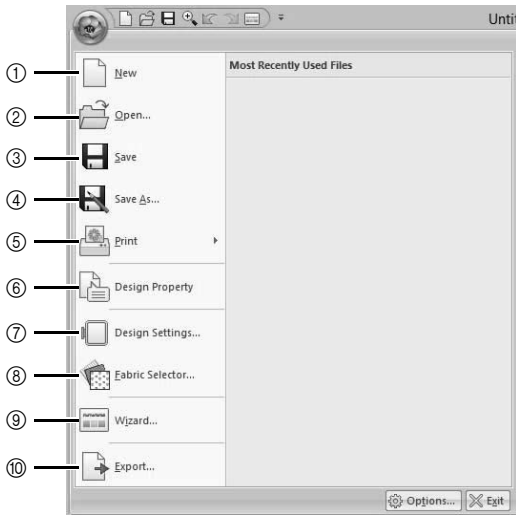 Untit
Most Recently Used Files
① New
② Open...
③ Save
④ Save As...
⑤ Print
⑥ Design Property
⑦ Design Settings...
⑧ Fabric Selector...
⑨ Wizard...
⑩ Export...
Options... Exit